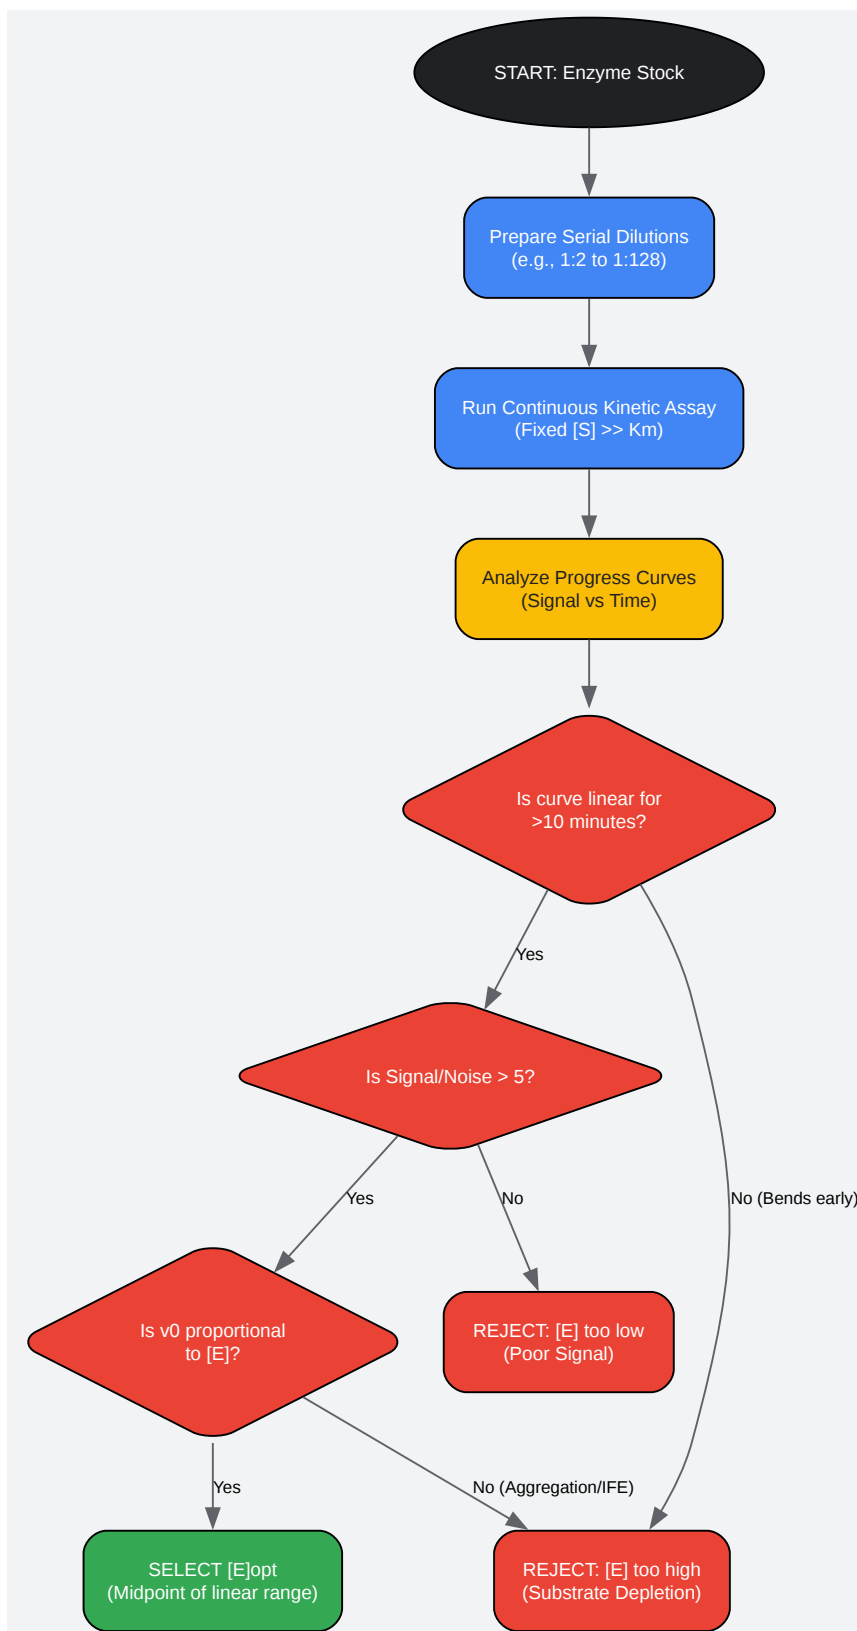 START: Enzyme Stock
Prepare Serial Dilutions
(e.g., 1:2 to 1:128)
Run Continuous Kinetic Assay
(Fixed [S] >> Km)
Analyze Progress Curves
(Signal vs Time)
Is curve linear for
>10 minutes?
Yes
Is Signal/Noise > 5?
Yes
No
No (Bends early)
Is v0 proportional
to [E]?
REJECT: [E] too low
(Poor Signal)
Yes
No (Aggregation/IFE)
SELECT [E]opt
(Midpoint of linear range)
REJECT: [E] too high
(Substrate Depletion)